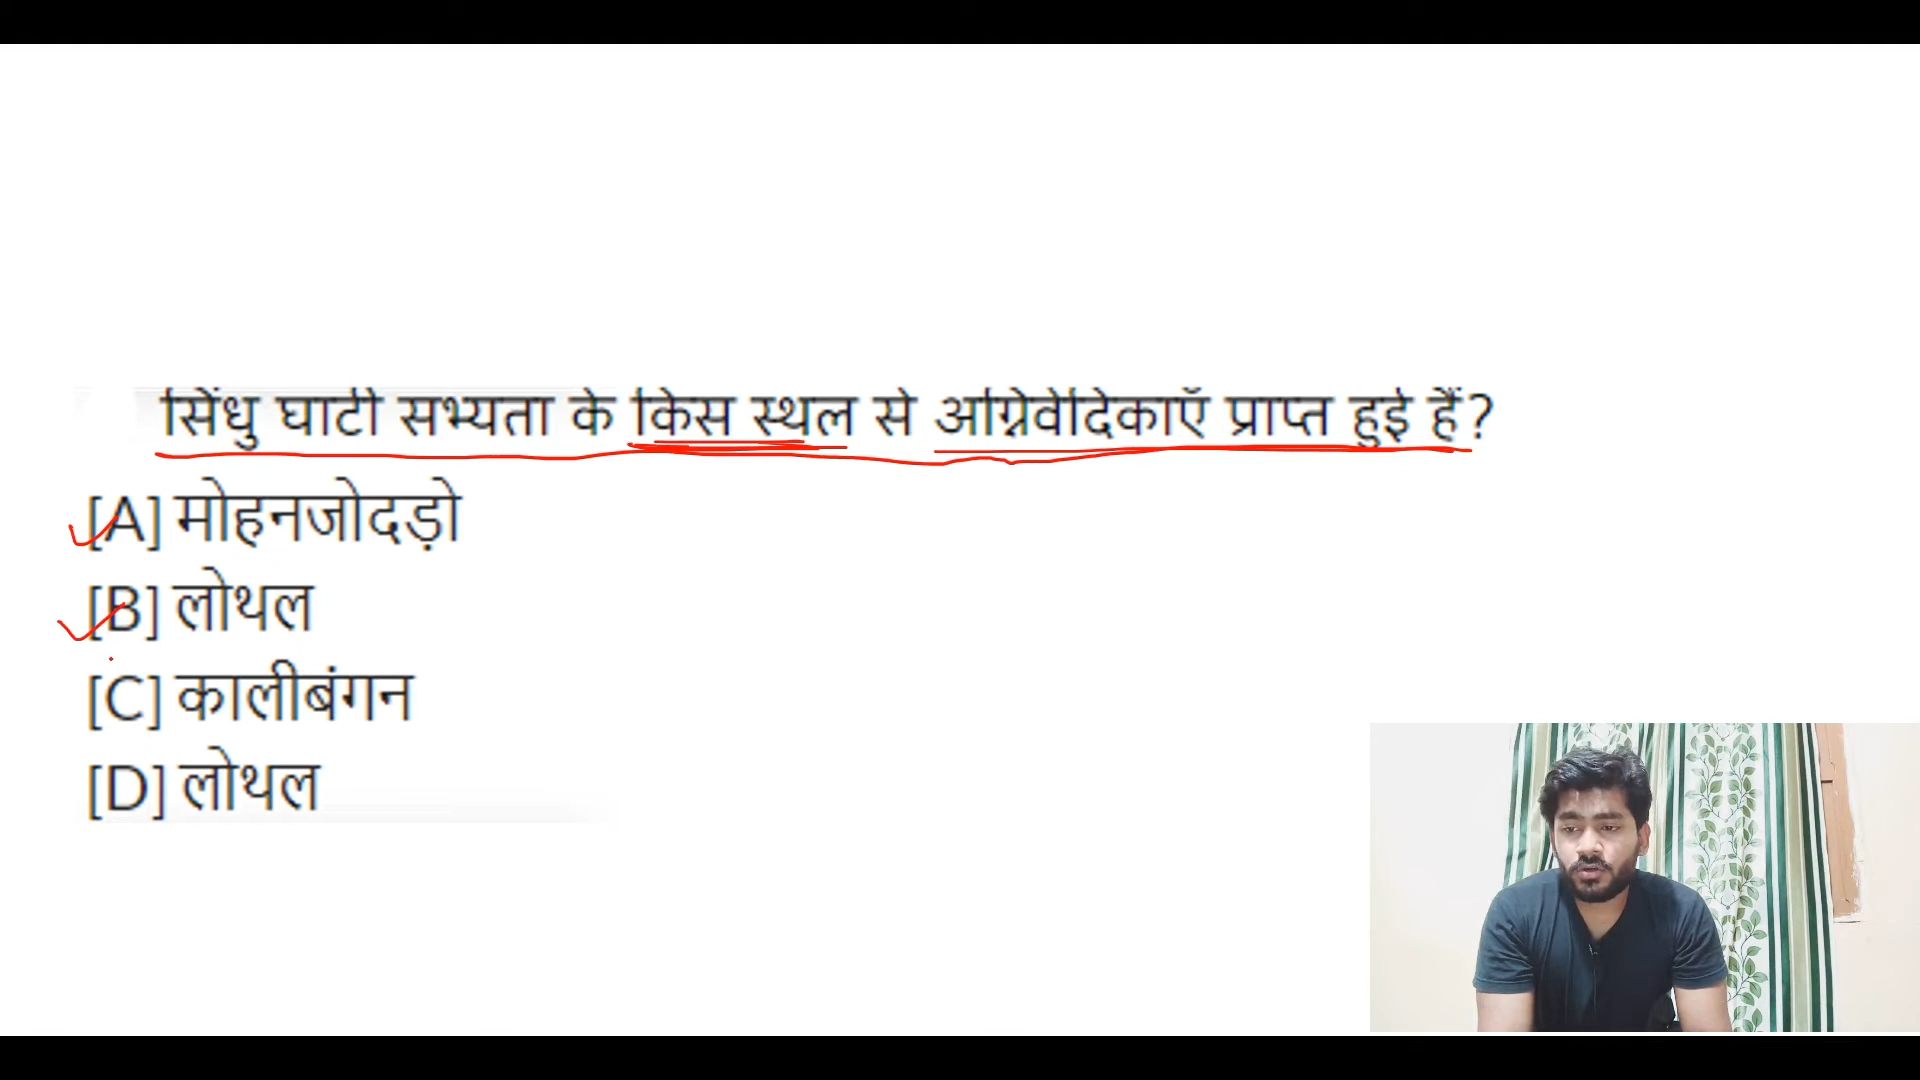 सिंधु घाटी सभ्यता के किस स्थल से अग्निवेदिकाएँ प्राप्त हुई हैं?
[A] मोहनजोदड़ो
[B] लोथल
[C] कालीबंगन
[D] लोथल